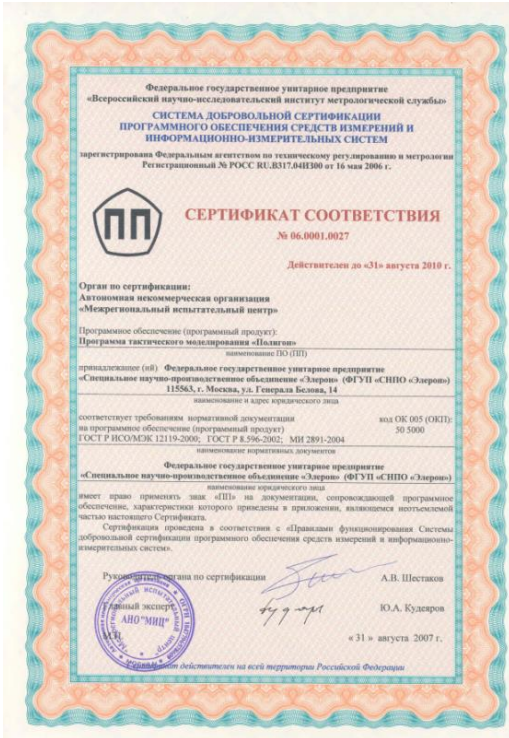 Федеральное государственное унитарное предприятие
«Всероссийский научно-исследовательский институт метрологической службы»
СИСТЕМА ДОБРОВОЛЬНОЙ СЕРТИФИКАЦИИ
ПРОГРАММНОГО ОБЕСПЕЧЕНИЯ СРЕДСТВ ИЗМЕРЕНИЙ И
ИНФОРМАЦИОННО-ИЗМЕРИТЕЛЬНЫХ СИСТЕМ
зарегистрирована Федеральным агентством по техническому регулированию и метрологии
Регистрационный № РОСС RU.В317.04И300 от 16 мая 2006 г.
ПП
СЕРТИФИКАТ СООТВЕТСТВИЯ
№ 06.0001.0027
Действителен до «31» августа 2010 г.
Орган по сертификации:
Автономная некоммерческая организация
«Межрегиональный испытательный центр»
Программное обеспечение (программный продукт):
Программа тактического моделирования «Полигон»
наименование ПО (ПП)
принадлежащее (ий) Федеральное государственное унитарное предприятие
«Специальное научно-производственное объединение «Элерон» (ФГУП «СНПО «Элерон»)
115563, г. Москва, ул. Генерала Белова, 14
наименование и адрес юридического лица
соответствует требованиям нормативной документации код ОК 005 (ОКП):
на программное обеспечение (программный продукт) 50 5000
ГОСТ Р ИСО/МЭК 12119-2000; ГОСТ Р 8.596-2002; МИ 2891-2004
наименование нормативных документов
Федеральное государственное унитарное предприятие
«Специальное научно-производственное объединение «Элерон» (ФГУП «СНПО «Элерон»)
наименование юридического лица
имеет право применять знак «ПП» на документации, сопровождающей программное
обеспечение, характеристики которого приведены в приложении, являющемся неотъемлемой
частью настоящего Сертификата.
Сертификация проведена в соответствии с «Правилами функционирования Системы
добровольной сертификации программного обеспечения средств измерений и информационно-
измерительных систем».
Руководитель органа по сертификации А.В. Шестаков
Главный эксперт Ю.А. Кудеяров
АНО "МИЦ"
М.П. « 31 » августа 2007 г.
действителен на всей территории Российской Федерации